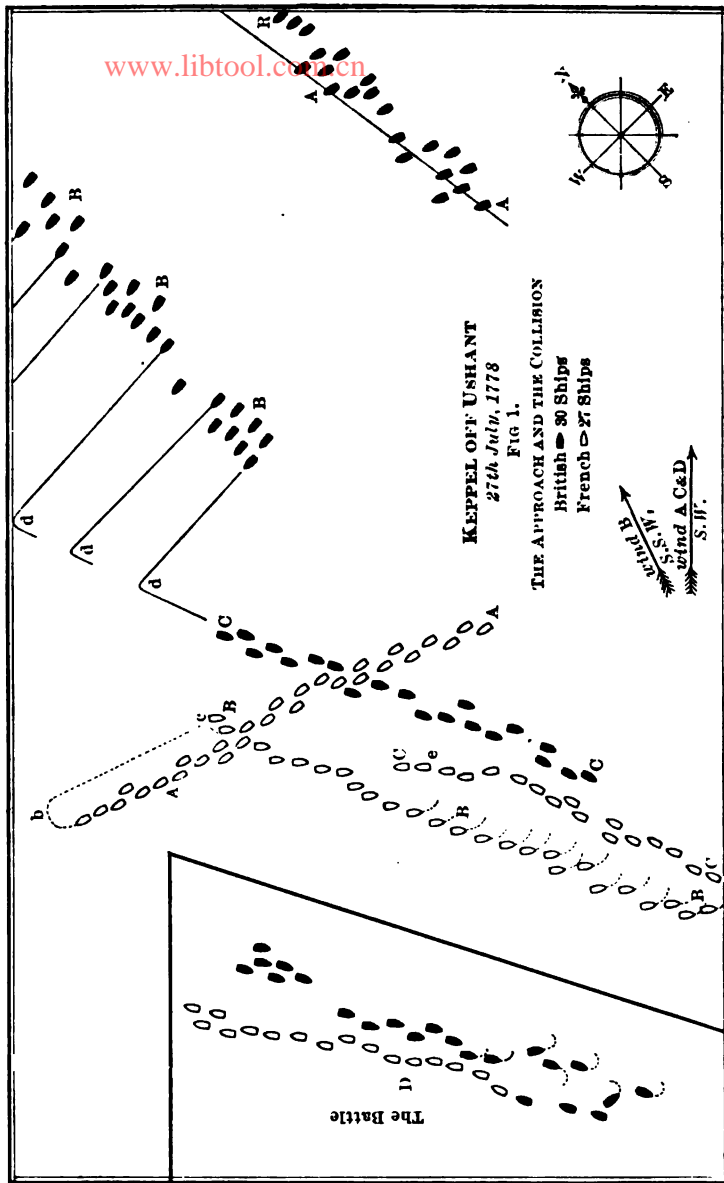 www.libtool.com.cn
KEPPEL OFF USHANT
27th July, 1778
FIG 1.
THE APPROACH AND THE COLLISION
British 30 Ships
French 27 Ships
wind B
S.S.W.
wind A C&D
S.W.
N
E
S
W
R
A
A
B
B
B
d
d
d
C
C
A
A
B
c
b
C
e
B
C
B
D
The Battle